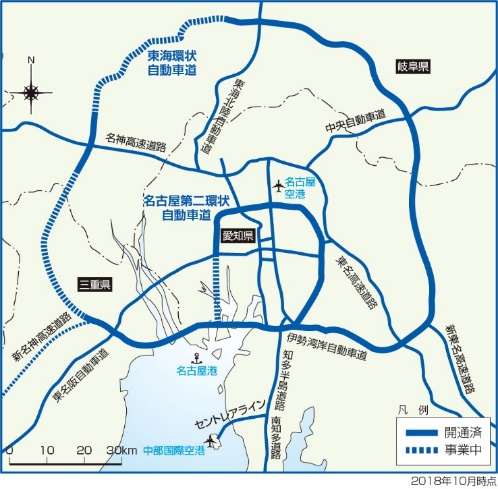 東海環状
自動車道
岐阜県
N
東海北陸自動車道
中央自動車道
名神高速道路
名古屋第二環状
自動車道
名古屋
空港
愛知県
三重県
東名高速道路
新名神高速道路
東名阪自動車道
伊勢湾岸自動車道
新東名高速道路
名古屋港
知多半島道路
南知多道路
セントレアライン
中部国際空港
凡 例
開通済
事業中
0 10 20 30km
2018年10月時点